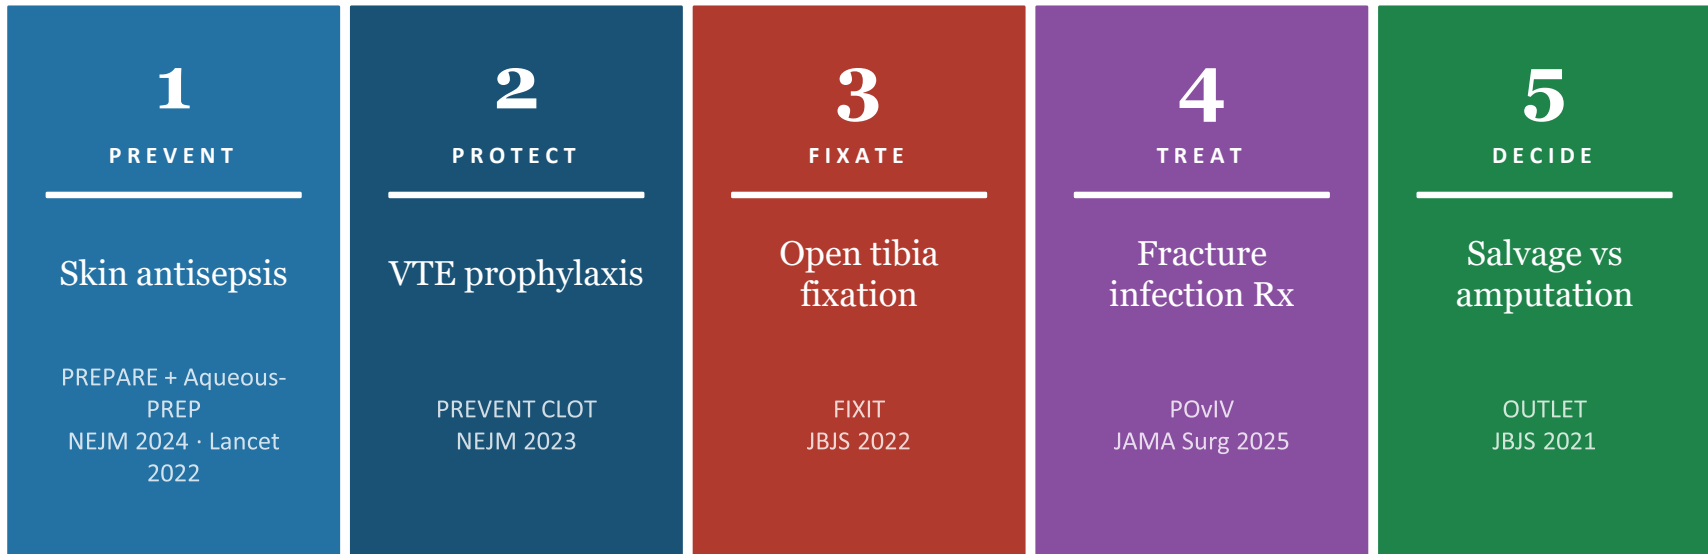 1
PREVENT
Skin antisepsis
PREPARE + Aqueous-
PREP
NEJM 2024 · Lancet
2022
2
PROTECT
VTE prophylaxis
PREVENT CLOT
NEJM 2023
3
FIXATE
Open tibia
fixation
FIXIT
JBJS 2022
4
TREAT
Fracture
infection Rx
POvIV
JAMA Surg 2025
5
DECIDE
Salvage vs
amputation
OUTLET
JBJS 2021